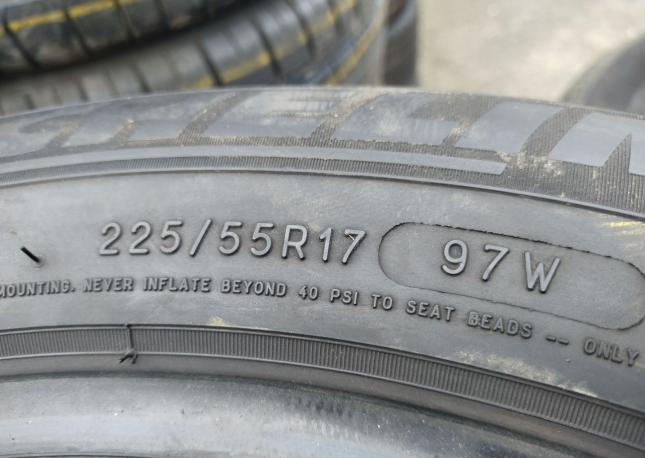 225/55R17 97W
MOUNTING. NEVER INFLATE BEYOND 40 PSI TO SEAT BEADS -- ONLY